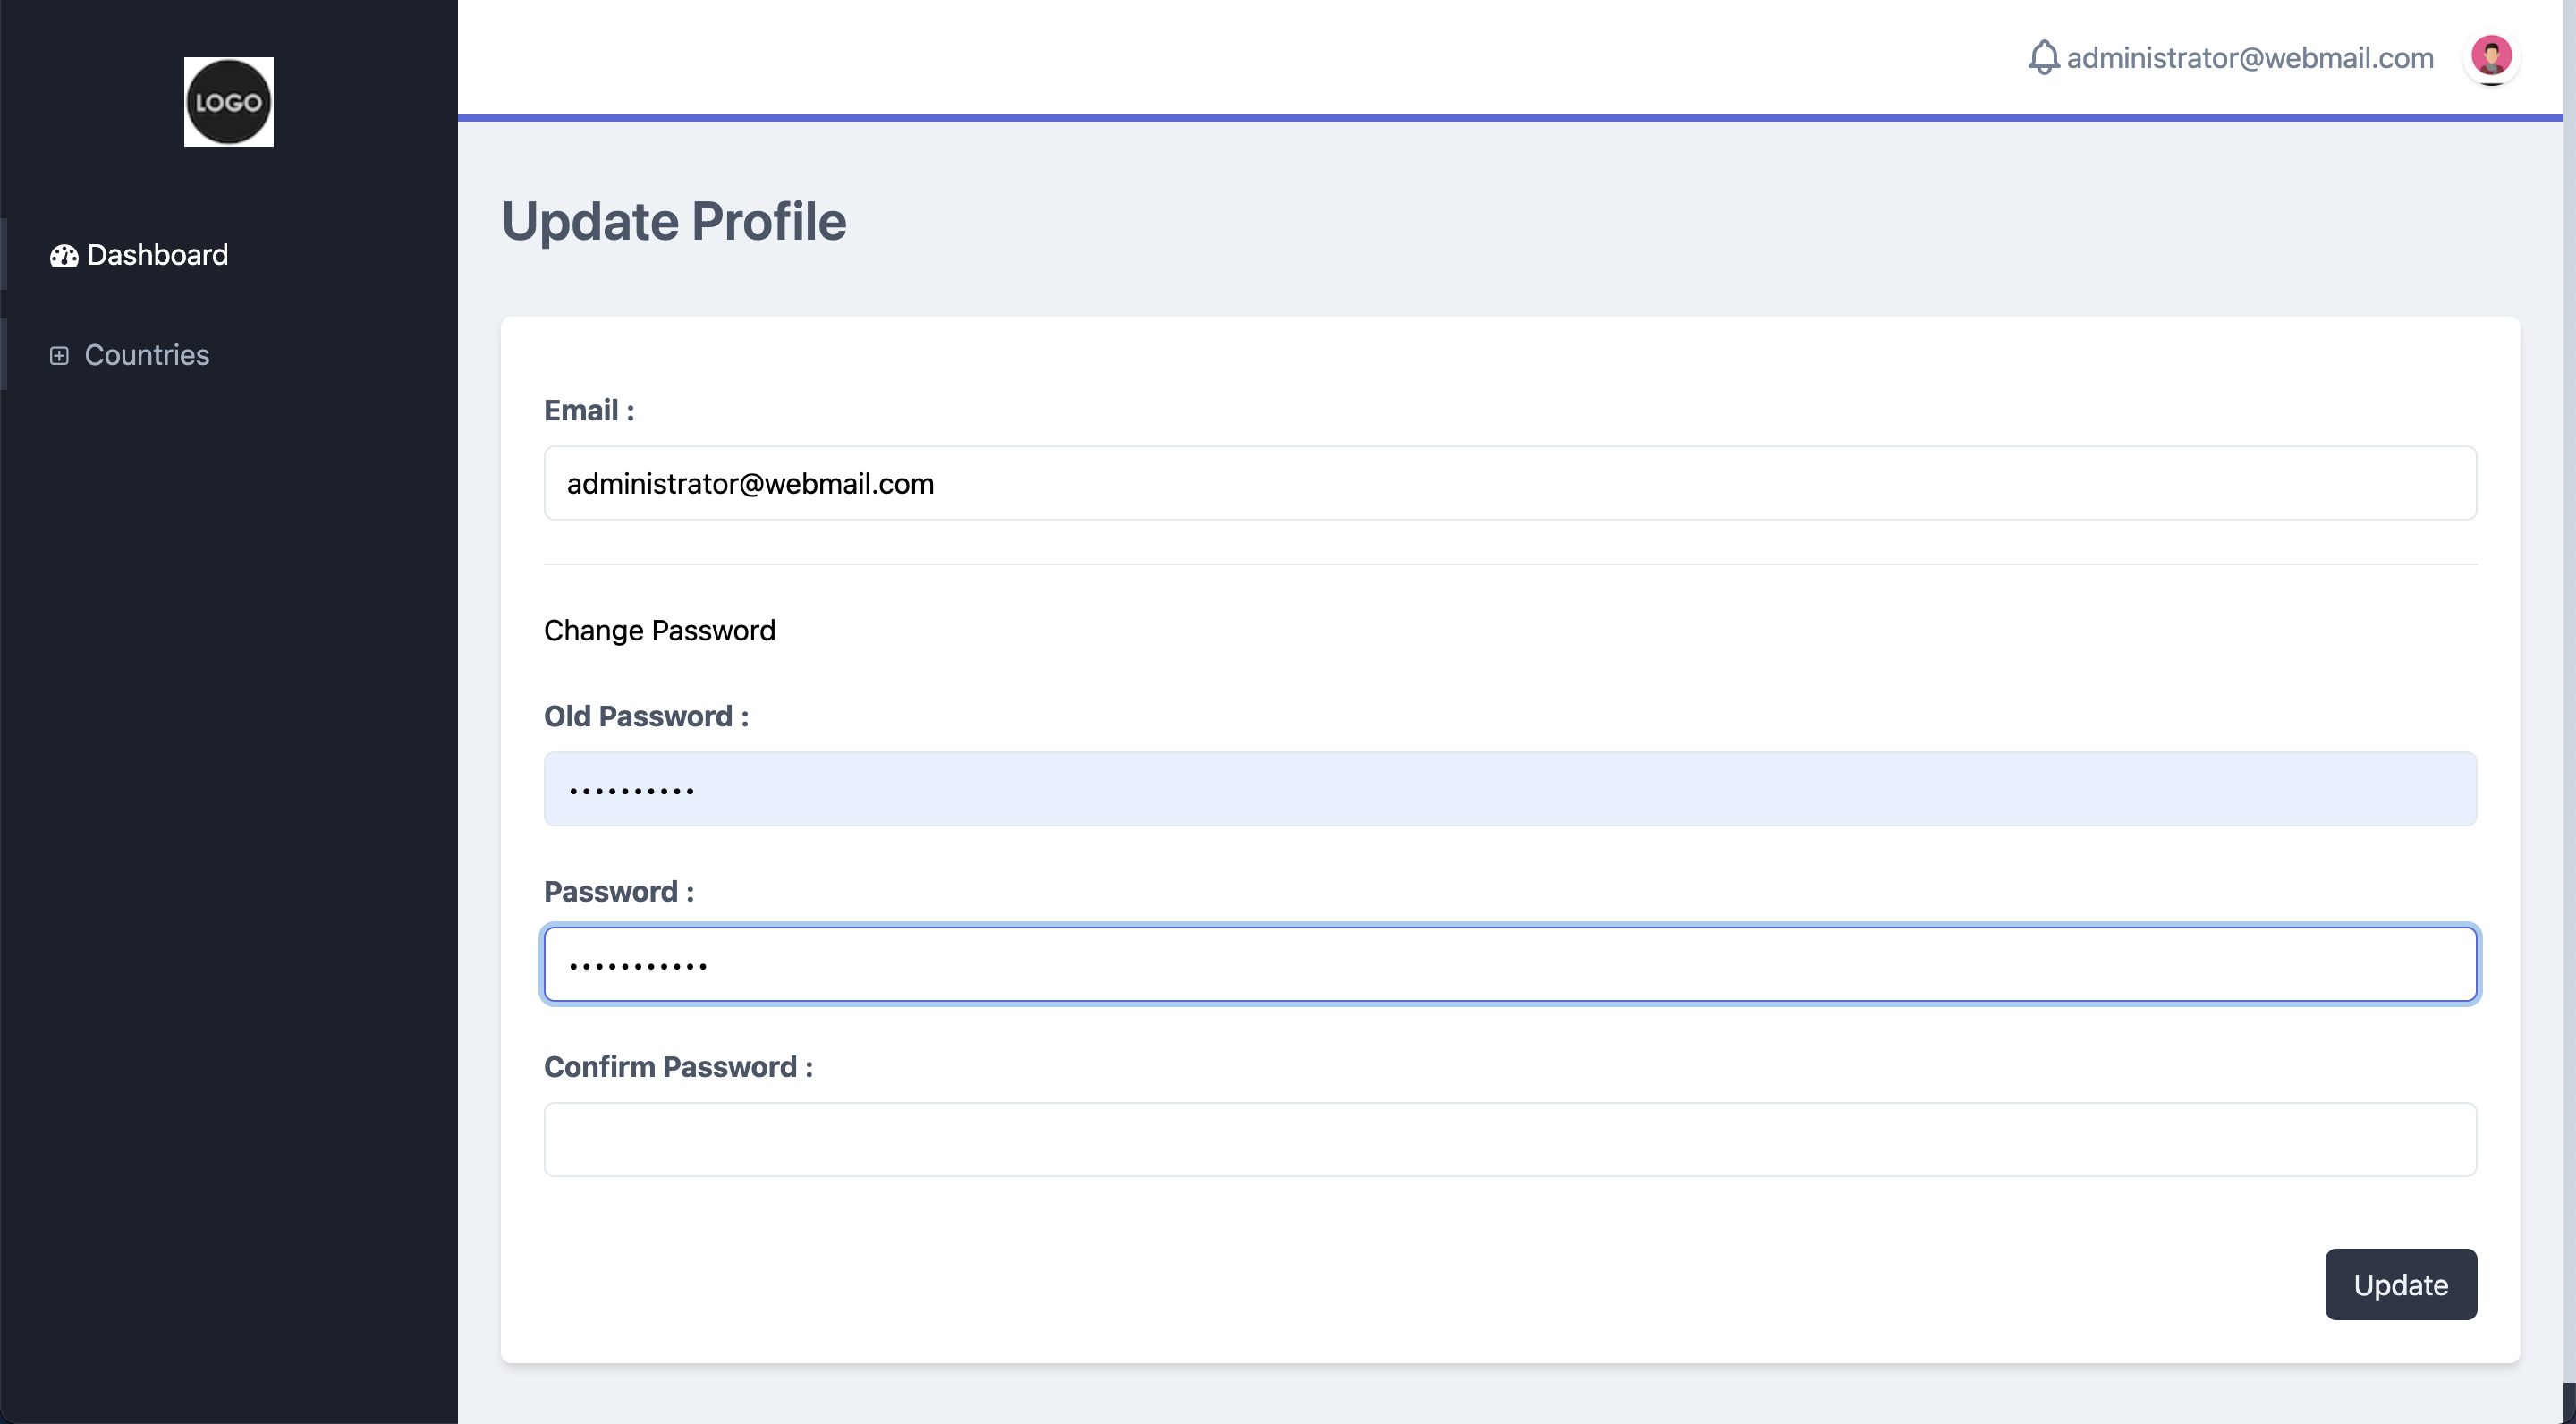 LOGO
administrator@webmail.com
Dashboard
Countries
Update Profile
Email :
administrator@webmail.com
Change Password
Old Password :
••••••••••
Password :
•••••••••••
Confirm Password :
Update